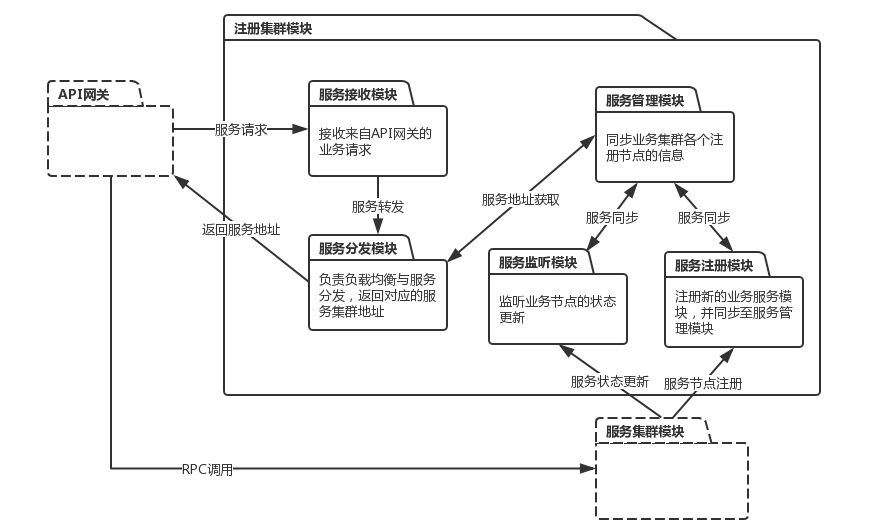 注册集群模块
API网关
服务接收模块
接收来自API网关的
业务请求
服务管理模块
同步业务集群各个注
册节点的信息
服务请求
服务转发
服务地址获取
服务同步
服务同步
返回服务地址
服务分发模块
负责负载均衡与服务
分发，返回对应的服
务集群地址
服务监听模块
监听业务节点的状态
更新
服务注册模块
注册新的业务服务模
块，并同步至服务管
理模块
服务状态更新
服务节点注册
服务集群模块
RPC调用